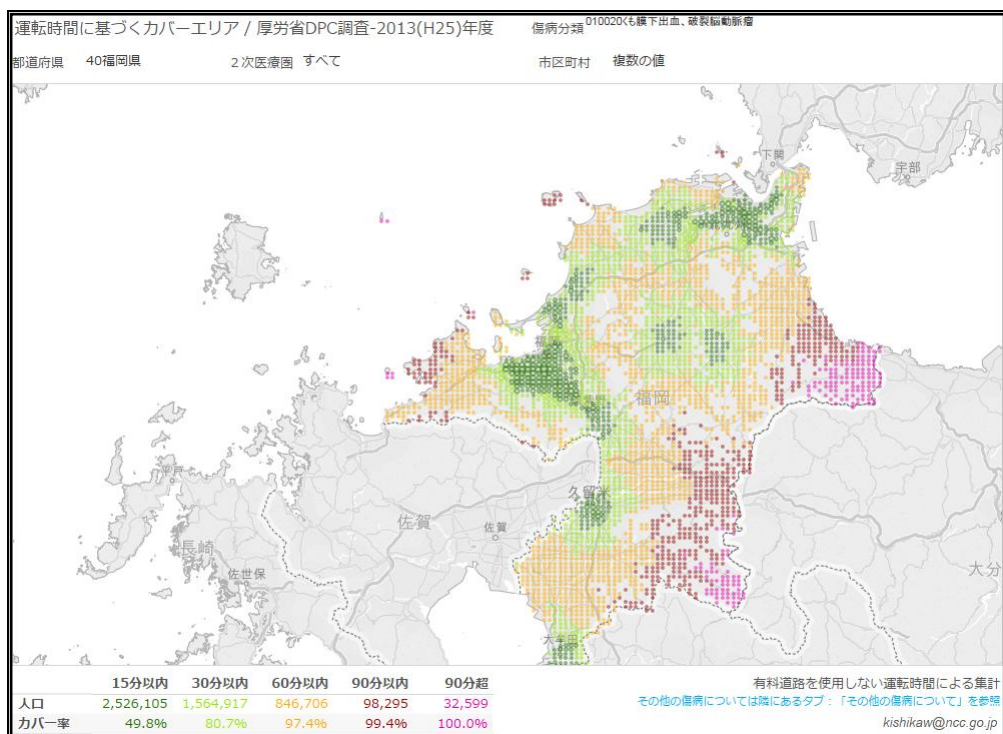 運転時間に基づくカバーエリア / 厚労省DPC調査-2013(H25)年度
傷病分類 010020くも膜下出血、破裂脳動脈瘤
都道府県 40福岡県 2次医療圏 すべて 市区町村 複数の値
下関
宇部
福岡
久留米
佐賀
佐賀
平戸
長崎
佐世保
大分
大牟田
15分以内 30分以内 60分以内 90分以内 90分超
人口 2,526,105 1,564,917 846,706 98,295 32,599
カバー率 49.8% 80.7% 97.4% 99.4% 100.0%
有料道路を使用しない運転時間による集計
その他の傷病については隣にあるタブ:「その他の傷病について」を参照
kishikaw@ncc.go.jp